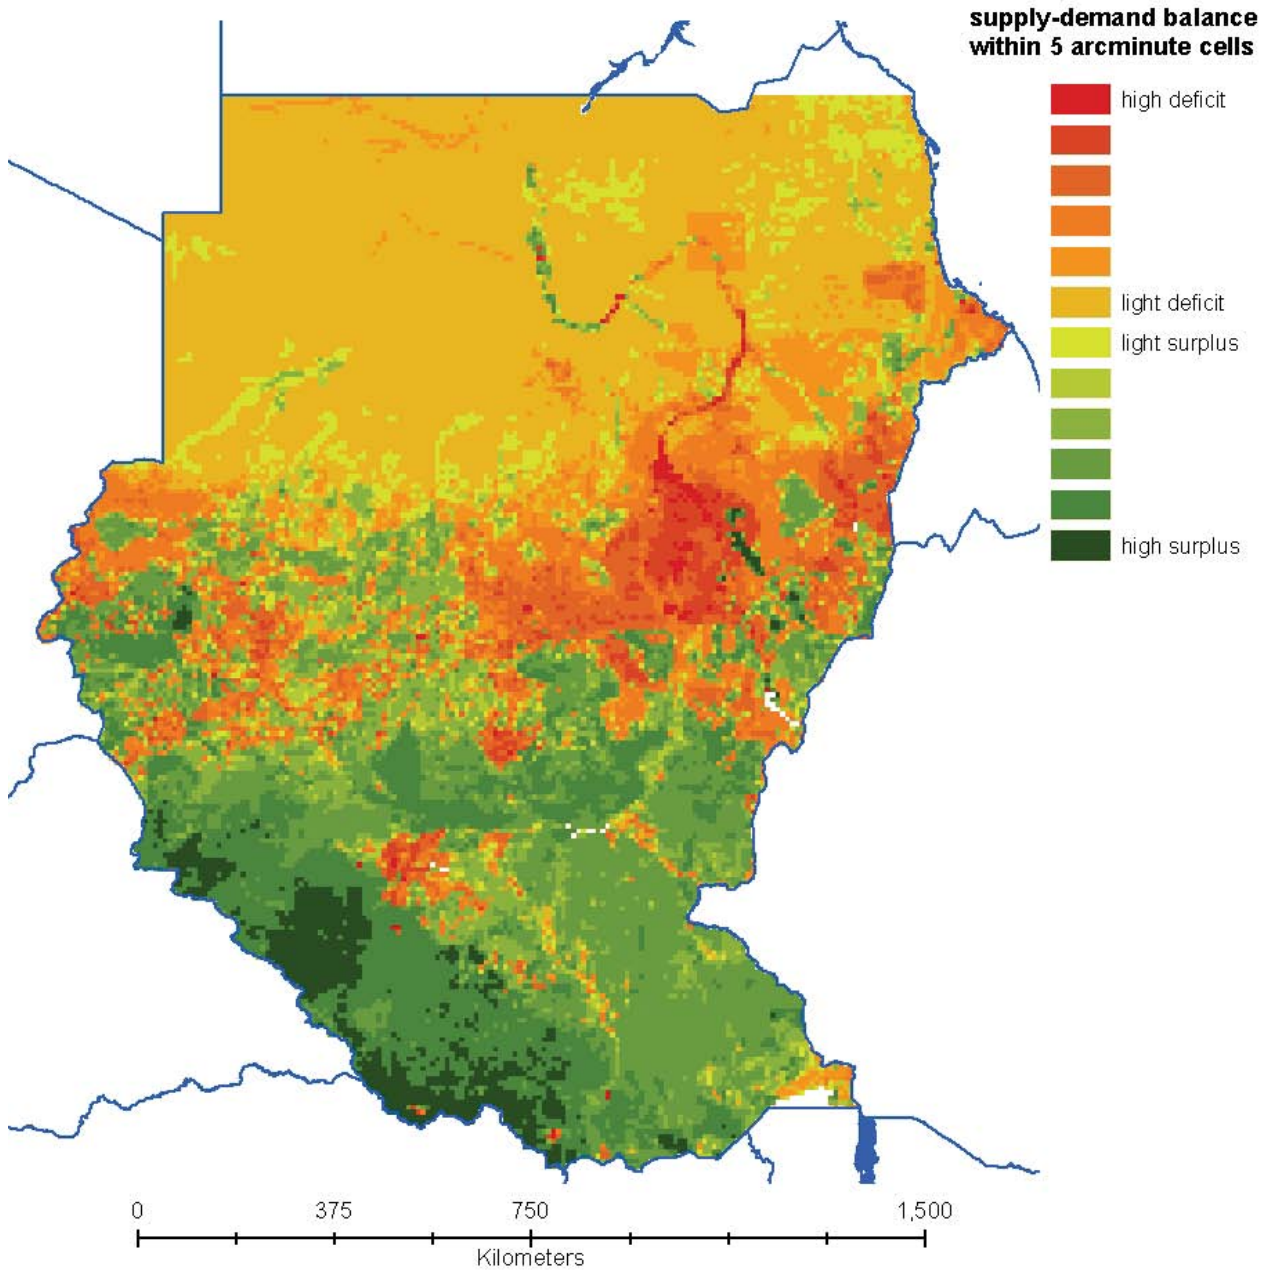 supply-demand balance
within 5 arcminute cells
high deficit
light deficit
light surplus
high surplus
0 375 750 1,500
Kilometers